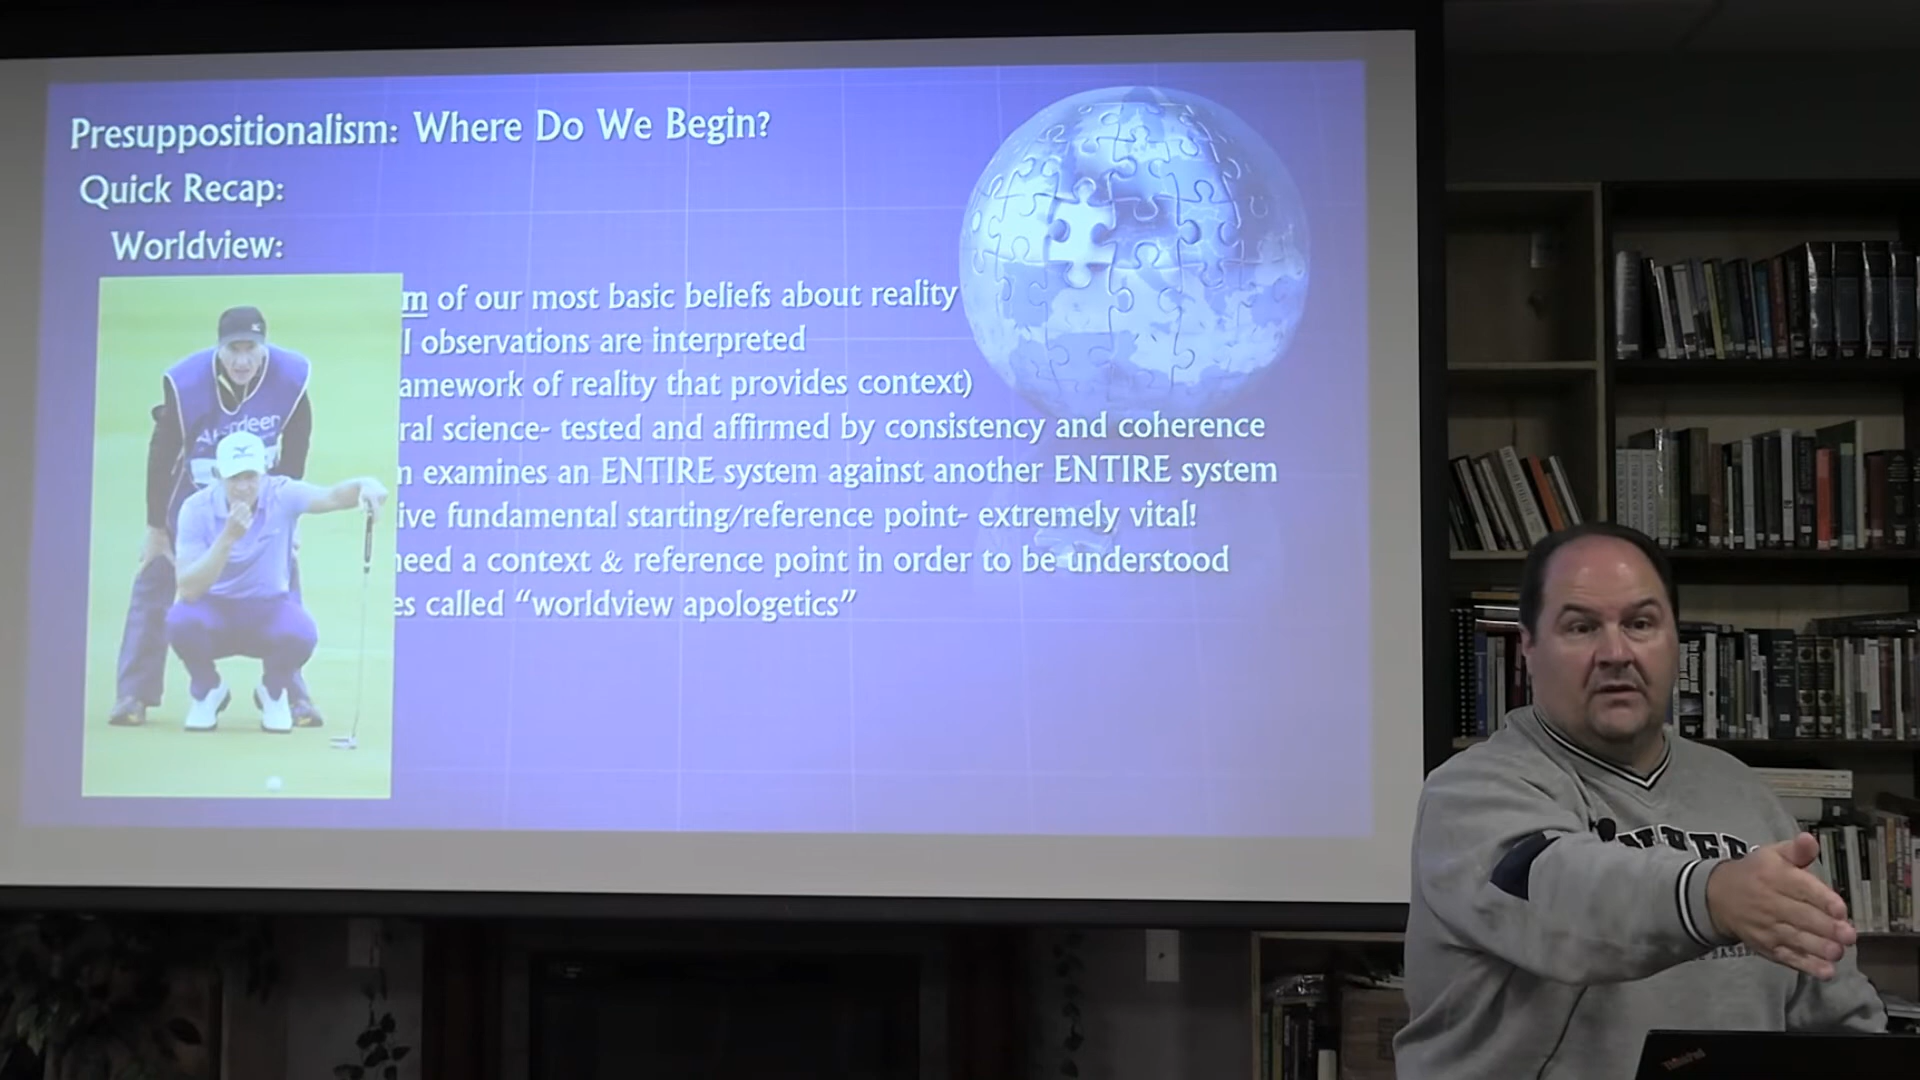 Presuppositionalism: Where Do We Begin?
Quick Recap:
Worldview:
m of our most basic beliefs about reality
l observations are interpreted
amework of reality that provides context)
ral science- tested and affirmed by consistency and coherence
m examines an ENTIRE system against another ENTIRE system
ive fundamental starting/reference point- extremely vital!
need a context & reference point in order to be understood
es called “worldview apologetics”
Aberdeen
ThinkPad